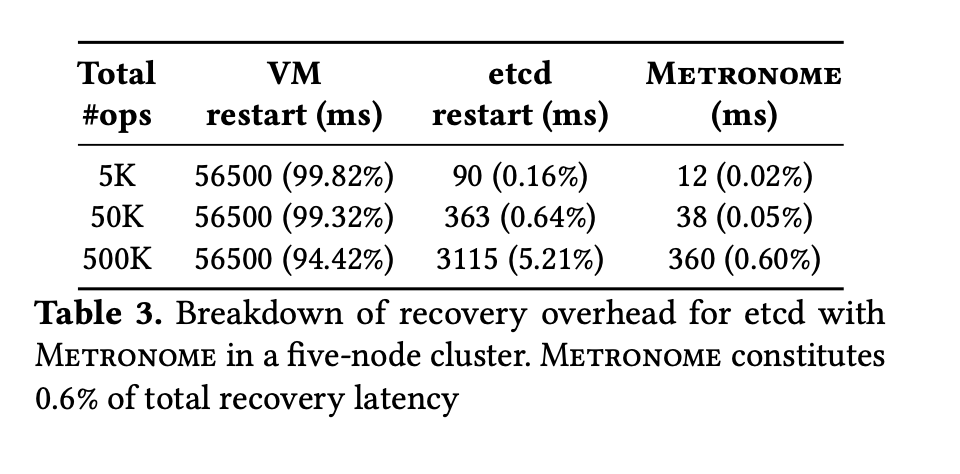 Total VM etcd METRONOME
#ops restart (ms) restart (ms) (ms)
5K 56500 (99.82%) 90 (0.16%) 12 (0.02%)
50K 56500 (99.32%) 363 (0.64%) 38 (0.05%)
500K 56500 (94.42%) 3115 (5.21%) 360 (0.60%)
Table 3. Breakdown of recovery overhead for etcd with
METRONOME in a five-node cluster. METRONOME constitutes
0.6% of total recovery latency